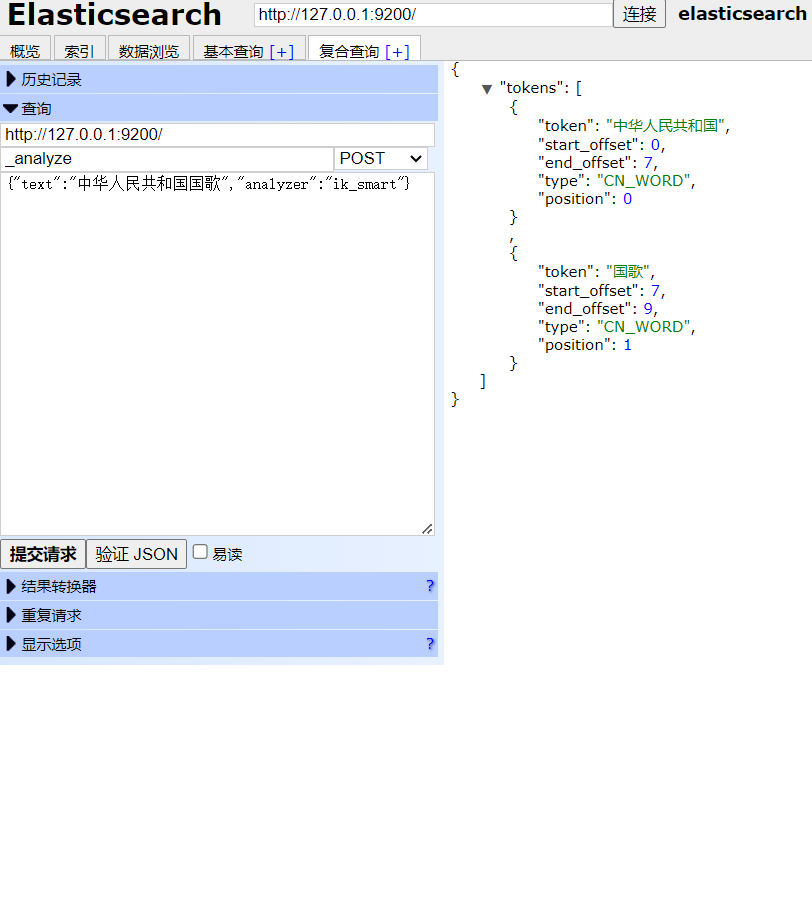 Elasticsearch http://127.0.0.1:9200/ 连接 elasticsearch
概览 索引 数据浏览 基本查询 [+] 复合查询 [+]
历史记录
查询
http://127.0.0.1:9200/
_analyze POST
{"text":"中华人民共和国国歌","analyzer":"ik_smart"}
提交请求 验证 JSON 易读
结果转换器 ?
重复请求
显示选项 ?
{
▼ "tokens": [
{
"token": "中华人民共和国",
"start_offset": 0,
"end_offset": 7,
"type": "CN_WORD",
"position": 0
}
,
{
"token": "国歌",
"start_offset": 7,
"end_offset": 9,
"type": "CN_WORD",
"position": 1
}
]
}